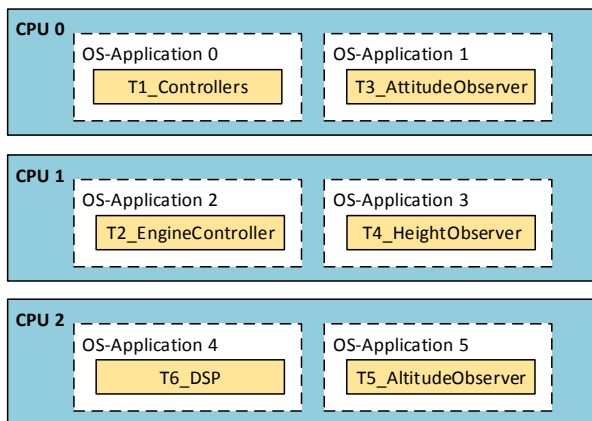 CPU 0
OS-Application 0
T1_Controllers
OS-Application 1
T3_AttitudeObserver
CPU 1
OS-Application 2
T2_EngineController
OS-Application 3
T4_HeightObserver
CPU 2
OS-Application 4
T6_DSP
OS-Application 5
T5_AltitudeObserver